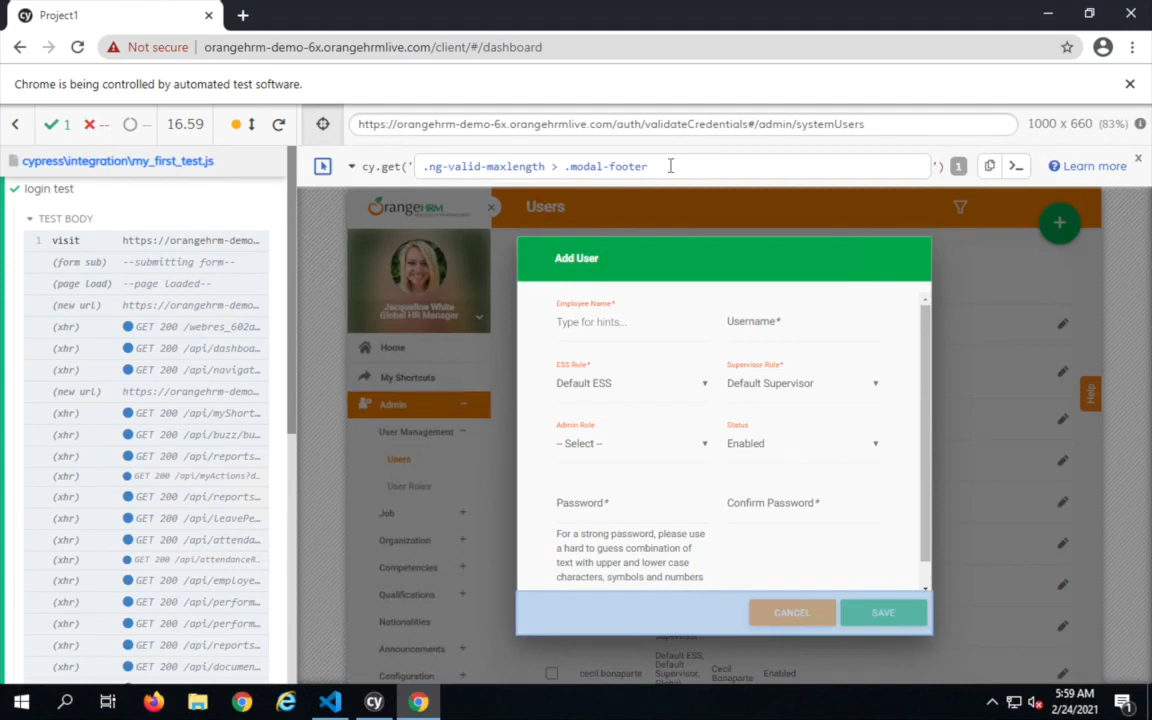 Project1
Not secure
orangehrm-demo-6x.orangehrmlive.com/client/#/dashboard
Chrome is being controlled by automated test software.
1
--
--
16.59
https://orangehrm-demo-6x.orangehrmlive.com/auth/validateCredentials#/admin/systemUsers
1000 x 660 (83%)
cypress\integration\my_first_test.js
cy.get('
.ng-valid-maxlength > .modal-footer
')
1
Learn more
login test
TEST BODY
1 visit https://orangehrm-demo...
(form sub) --submitting form--
(page load) --page loaded--
(new url) https://orangehrm-demo...
(xhr) GET 200 /webres_602a...
(xhr) GET 200 /api/dashboa...
(xhr) GET 200 /api/navigat...
(new url) https://orangehrm-demo...
(xhr) GET 200 /api/myShort...
(xhr) GET 200 /api/buzz/bu...
(xhr) GET 200 /api/reports...
(xhr) GET 200 /api/myActions?d...
(xhr) GET 200 /api/reports...
(xhr) GET 200 /api/leavePe...
(xhr) GET 200 /api/attenda...
(xhr) GET 200 /api/attendanceR...
(xhr) GET 200 /api/employe...
(xhr) GET 200 /api/perform...
(xhr) GET 200 /api/perform...
(xhr) GET 200 /api/reports...
(xhr) GET 200 /api/documen...
OrangeHRM
Users
Jacqueline White
Global HR Manager
Home
My Shortcuts
Admin
User Management
Users
User Roles
Job
Organization
Competencies
Qualifications
Nationalities
Announcements
Configuration
Add User
Employee Name*
Type for hints...
Username*
ESS Role*
Default ESS
Supervisor Role*
Default Supervisor
Admin Role
-- Select --
Status
Enabled
Password*
Confirm Password*
For a strong password, please use
a hard to guess combination of
text with upper and lower case
characters, symbols and numbers
CANCEL
SAVE
Help
cecil.bonaparte
Default ESS,
Default
Supervisor,
Cecil
Bonaparte
Enabled
5:59 AM
2/24/2021
1